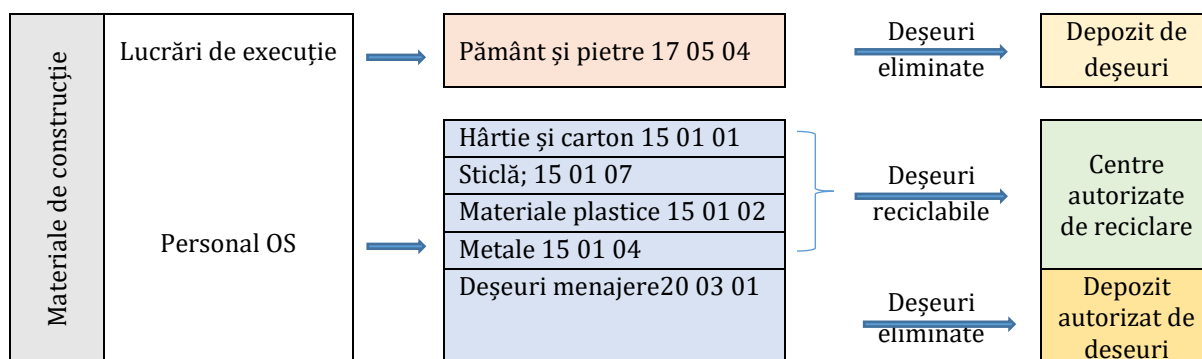 Materiale de construcție
Lucrări de execuție
Pământ și pietre 17 05 04
Deșeuri
eliminate
Depozit de
deșeuri
Personal OS
Hârtie și carton 15 01 01
Sticlă; 15 01 07
Materiale plastice 15 01 02
Metale 15 01 04
Deșeuri
reciclabile
Centre
autorizate
de reciclare
Deșeuri menajere20 03 01
Deșeuri
eliminate
Depozit
autorizat de
deseuri